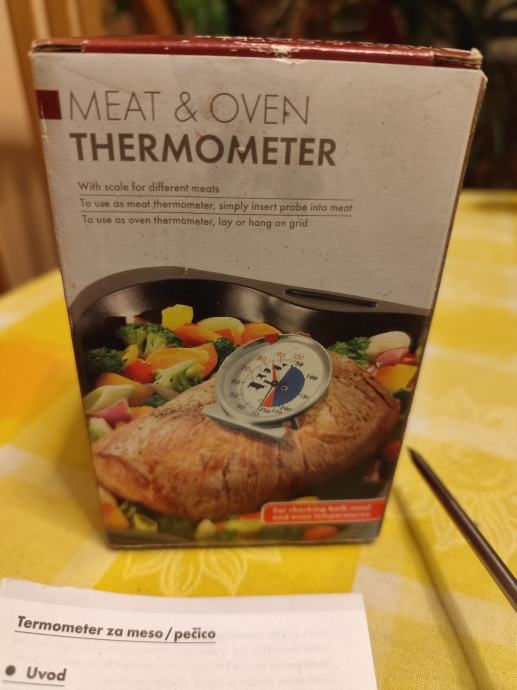 MEAT & OVEN
THERMOMETER
With scale for different meats
To use as meat thermometer, simply insert probe into meat
To use as oven thermometer, lay or hang on grid
For checking both meat
and oven temperatures
Termometer za meso/pečico
• Uvod